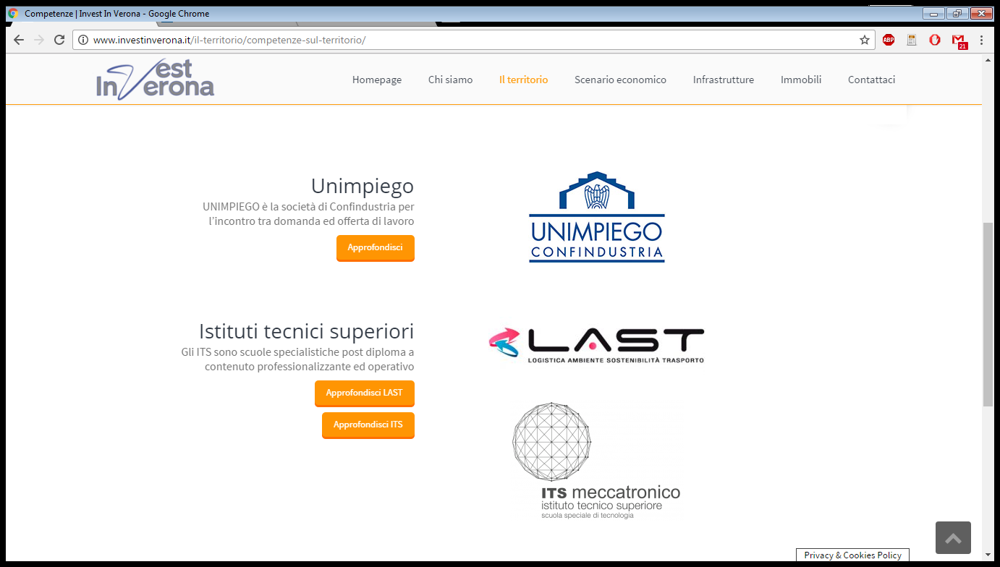 Competenze | Invest In Verona - Google Chrome
www.investinverona.it/il-territorio/competenze-sul-territorio/
ABP
21
Invest In Verona
Homepage
Chi siamo
Il territorio
Scenario economico
Infrastrutture
Immobili
Contattaci
Unimpiego
UNIMPIEGO è la società di Confindustria per
l'incontro tra domanda ed offerta di lavoro
Approfondisci
UNIMPIEGO
CONFINDUSTRIA
Istituti tecnici superiori
Gli ITS sono scuole specialistiche post diploma a
contenuto professionalizzante ed operativo
Approfondisci LAST
Approfondisci ITS
LAST
LOGISTICA AMBIENTE SOSTENIBILITÀ TRASPORTO
ITS meccatronico
istituto tecnico superiore
scuola speciale di tecnologia
Privacy & Cookies Policy